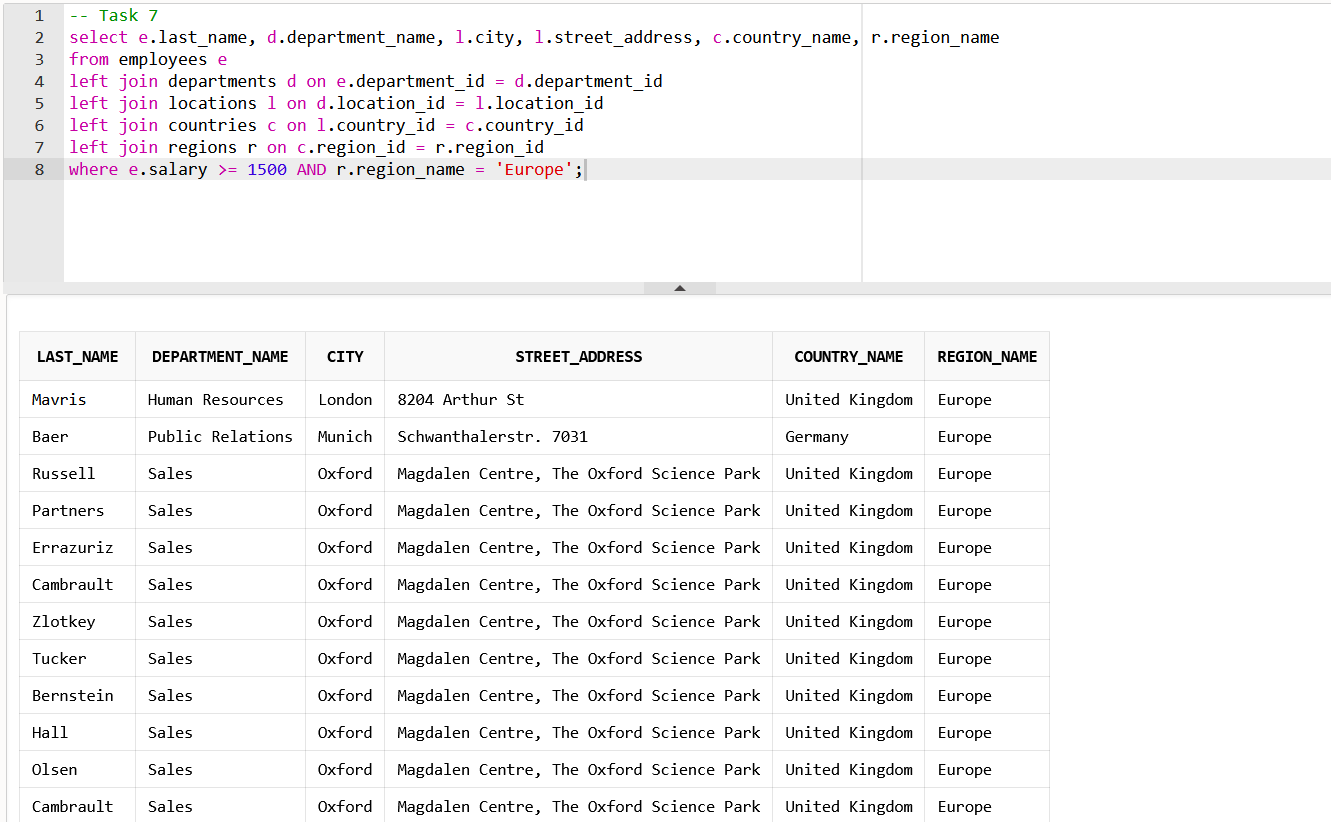 1 -- Task 7
2 select e.last_name, d.department_name, l.city, l.street_address, c.country_name, r.region_name
3 from employees e
4 left join departments d on e.department_id = d.department_id
5 left join locations l on d.location_id = l.location_id
6 left join countries c on l.country_id = c.country_id
7 left join regions r on c.region_id = r.region_id
8 where e.salary >= 1500 AND r.region_name = 'Europe';
LAST_NAME DEPARTMENT_NAME CITY STREET_ADDRESS COUNTRY_NAME REGION_NAME
Mavris Human Resources London 8204 Arthur St United Kingdom Europe
Baer Public Relations Munich Schwanthalerstr. 7031 Germany Europe
Russell Sales Oxford Magdalen Centre, The Oxford Science Park United Kingdom Europe
Partners Sales Oxford Magdalen Centre, The Oxford Science Park United Kingdom Europe
Errazuriz Sales Oxford Magdalen Centre, The Oxford Science Park United Kingdom Europe
Cambrault Sales Oxford Magdalen Centre, The Oxford Science Park United Kingdom Europe
Zlotkey Sales Oxford Magdalen Centre, The Oxford Science Park United Kingdom Europe
Tucker Sales Oxford Magdalen Centre, The Oxford Science Park United Kingdom Europe
Bernstein Sales Oxford Magdalen Centre, The Oxford Science Park United Kingdom Europe
Hall Sales Oxford Magdalen Centre, The Oxford Science Park United Kingdom Europe
Olsen Sales Oxford Magdalen Centre, The Oxford Science Park United Kingdom Europe
Cambrault Sales Oxford Magdalen Centre, The Oxford Science Park United Kingdom Europe